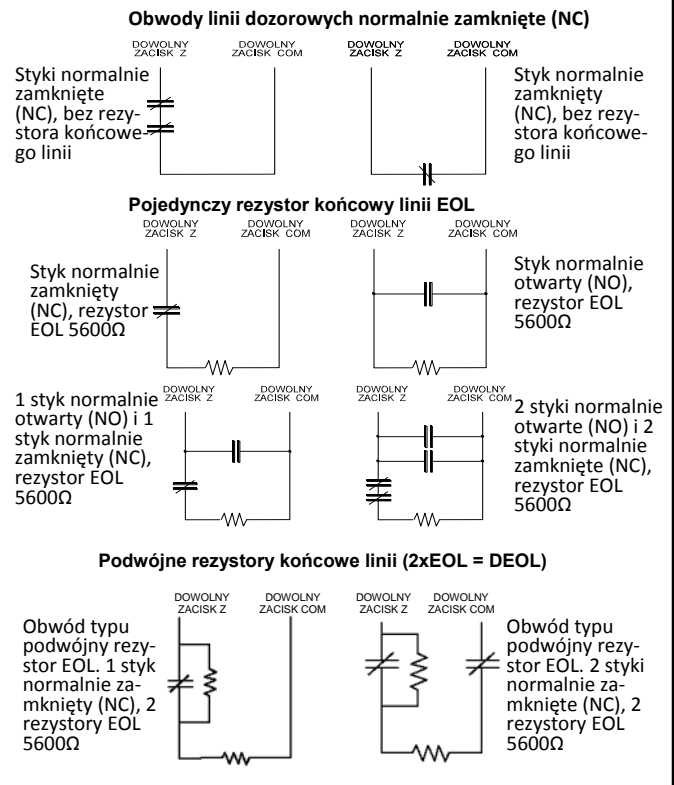 Obwody linii dozorowych normalnie zamknięte (NC)
DOWOLNY
ZACISK Z
DOWOLNY
ZACISK COM
Styki normalnie
zamknięte
(NC), bez rezy-
stora końcowe-
go linii
DOWOLNY
ZACISK Z
DOWOLNY
ZACISK COM
Styk normalnie
zamknięty
(NC), bez rezy-
stora końcowe-
go linii
Pojedynczy rezystor końcowy linii EOL
DOWOLNY
ZACISK Z
DOWOLNY
ZACISK COM
Styk normalnie
zamknięty
(NC), rezystor
EOL 5600Ω
DOWOLNY
ZACISK Z
DOWOLNY
ZACISK COM
Styk normalnie
otwarty (NO),
rezystor EOL
5600Ω
DOWOLNY
ZACISK Z
DOWOLNY
ZACISK COM
1 styk normalnie
otwarty (NO) i 1
styk normalnie
zamknięty (NC),
rezystor EOL
5600Ω
DOWOLNY
ZACISK Z
DOWOLNY
ZACISK COM
2 styki normalnie
otwarte (NO) i 2
styki normalnie
zamknięte (NC),
rezystor EOL
5600Ω
Podwójne rezystory końcowe linii (2xEOL = DEOL)
DOWOLNY
ZACISK Z
DOWOLNY
ZACISK COM
Obwód typu
podwójny rezy-
stor EOL. 1 styk
normalnie za-
mknięty (NC), 2
rezystory EOL
5600Ω
DOWOLNY
ZACISK Z
DOWOLNY
ZACISK COM
Obwód typu
podwójny rezy-
stor EOL. 2 styki
normalnie za-
mknięte (NC), 2
rezystory EOL
5600Ω